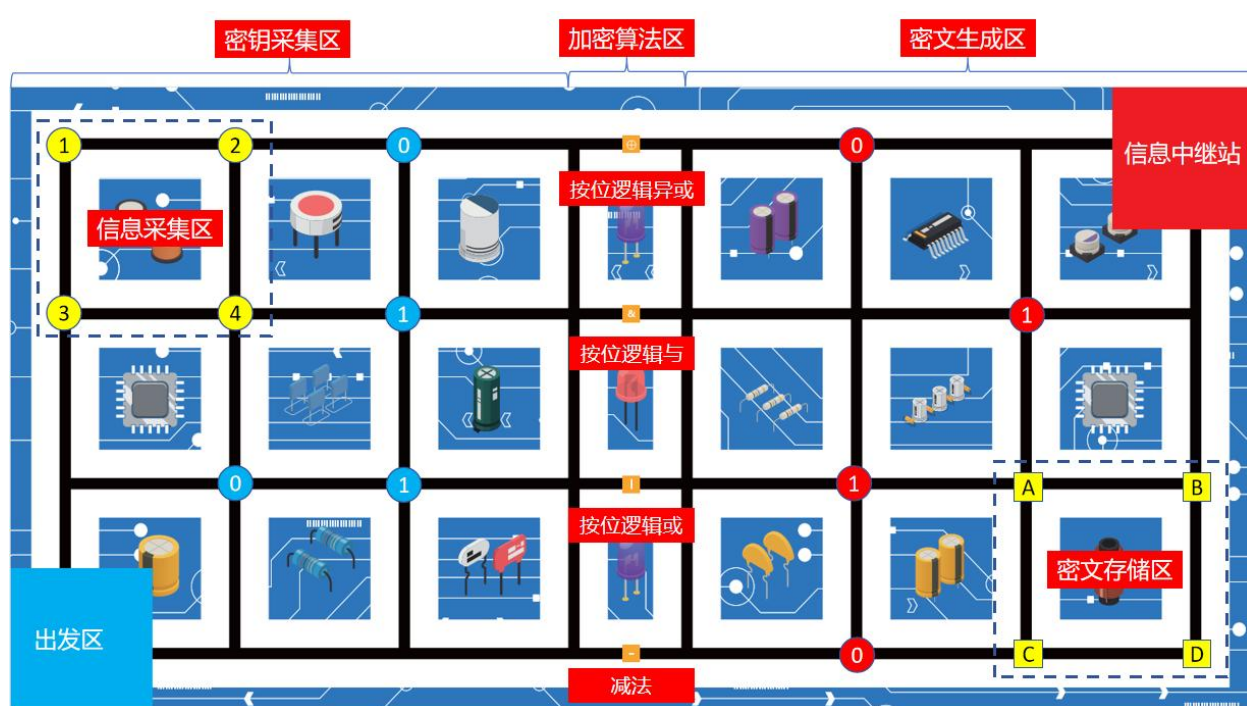 密钥采集区
加密算法区
密文生成区
1
2
0
⊕
0
信息中继站
按位逻辑异或
信息采集区
3
4
1
&
1
按位逻辑与
0
1
|
1
A
B
按位逻辑或
密文存储区
出发区
-
0
C
D
减法